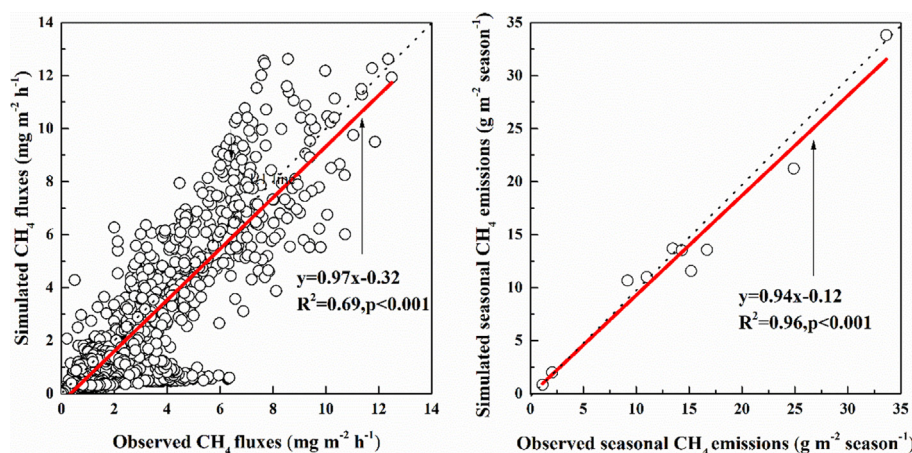 Simulated CH4 fluxes (mg m-2 h-1)
14
12
10
8
6
4
2
0
y=0.97x-0.32
R2=0.69,p<0.001
0 2 4 6 8 10 12 14
Observed CH4 fluxes (mg m-2 h-1)
Simulated seasonal CH4 emissions (g m-2 season-1)
35
30
25
20
15
10
5
0
y=0.94x-0.12
R2=0.96,p<0.001
0 5 10 15 20 25 30 35
Observed seasonal CH4 emissions (g m-2 season-1)